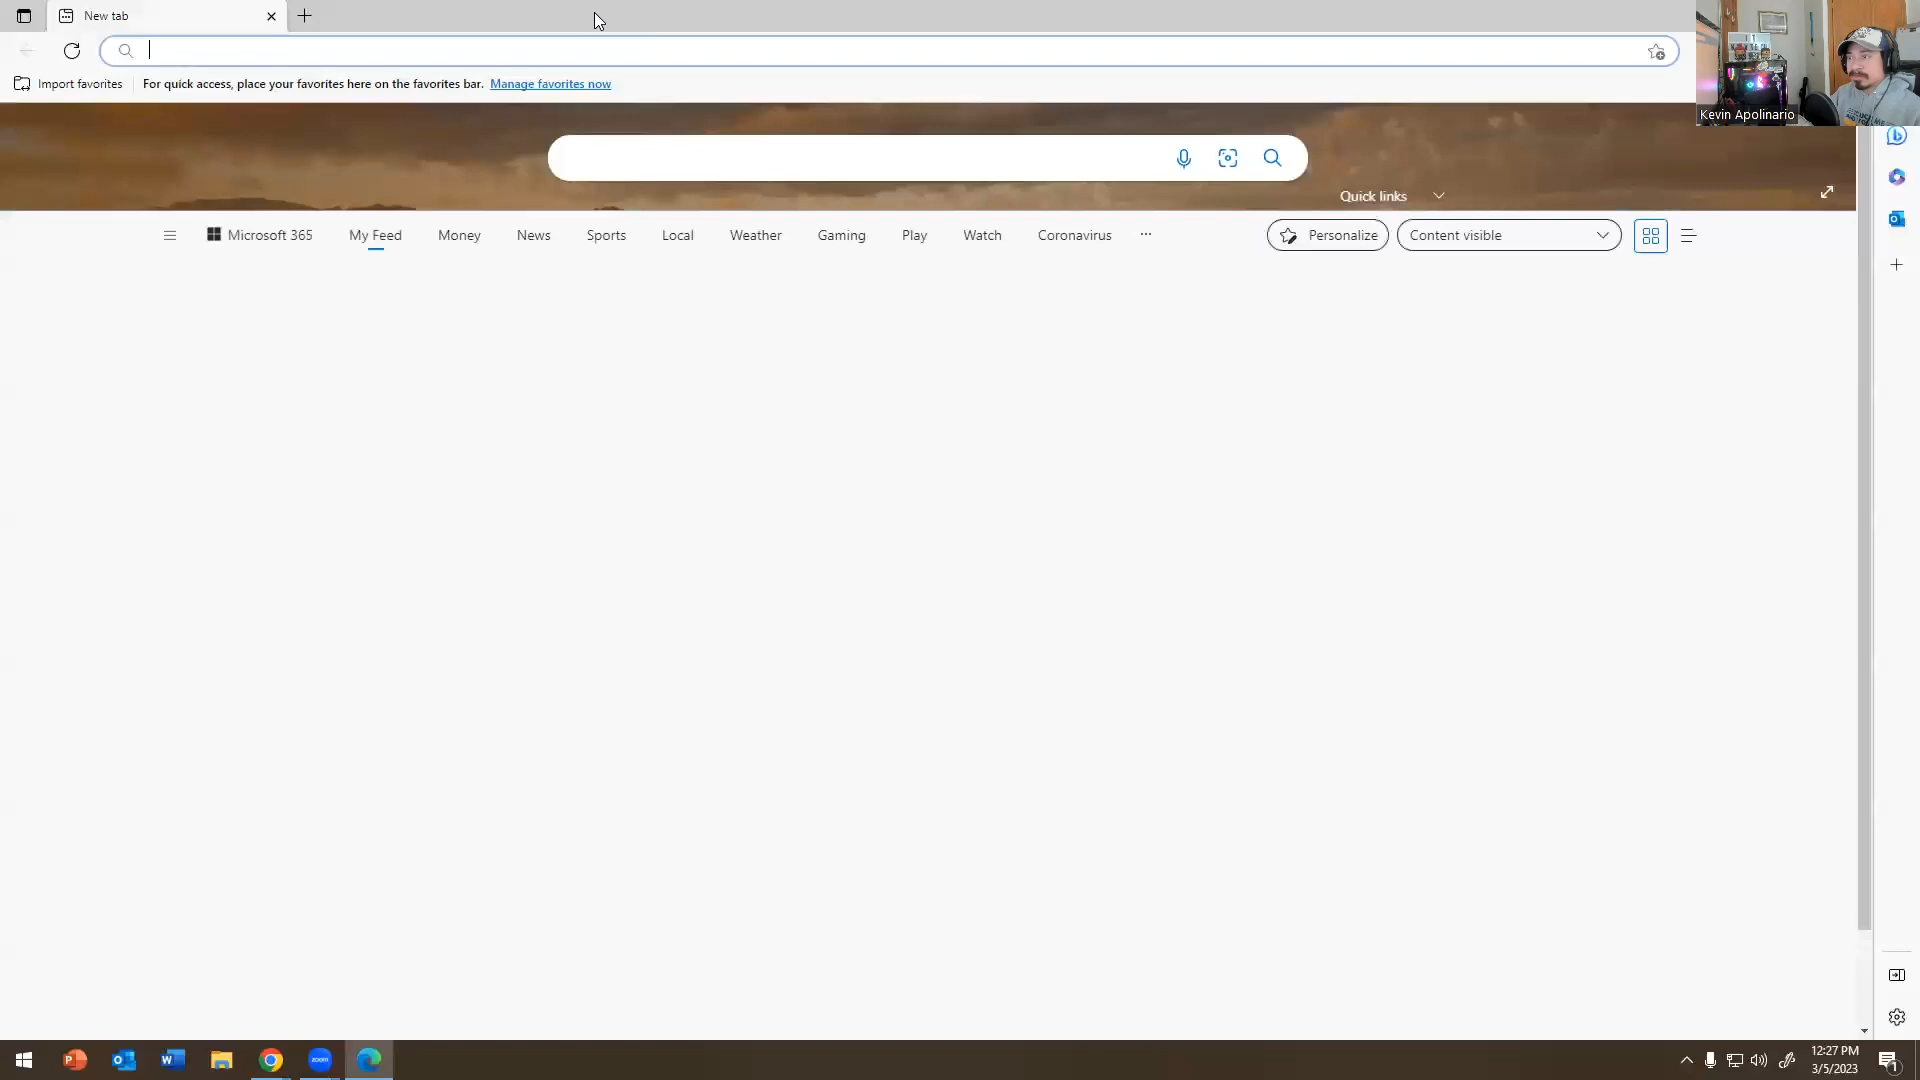 New tab
Import favorites
For quick access, place your favorites here on the favorites bar. Manage favorites now
Kevin Apolinario
Quick links
Microsoft 365 My Feed Money News Sports Local Weather Gaming Play Watch Coronavirus ... Personalize Content visible
zoom
12:27 PM
3/5/2023
1